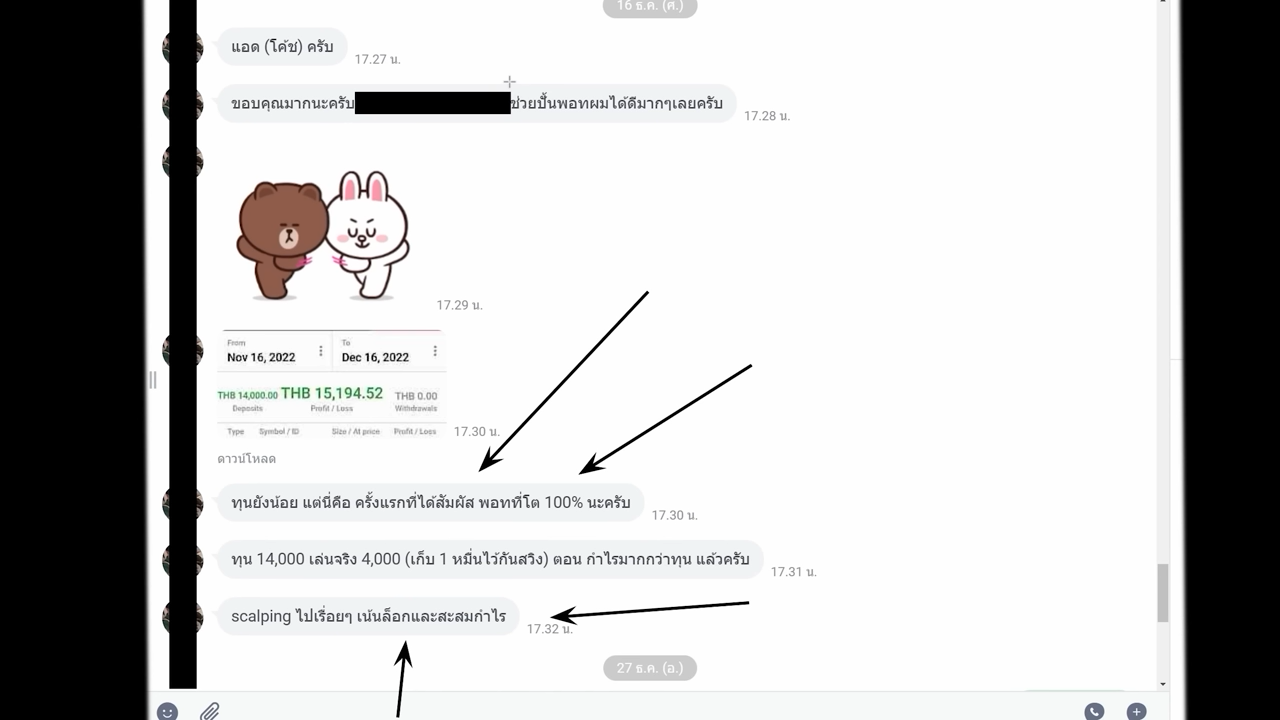 16 ธ.ค. (ศ.)
แอด (โค้ช) ครับ
17.27 น.
ขอบคุณมากนะครับ ช่วยปั้นพอทผมได้ดีมากๆเลยครับ
17.28 น.
17.29 น.
From To
Nov 16, 2022 Dec 16, 2022
THB 14,000.00 THB 15,194.52 THB 0.00
Deposits Profit / Loss Withdrawals
Type Symbol / ID Size / At price Profit / Loss
17.30 น.
ดาวน์โหลด
ทุนยังน้อย แต่นี่คือ ครั้งแรกที่ได้สัมผัส พอทที่โต 100% นะครับ
17.30 น.
ทุน 14,000 เล่นจริง 4,000 (เก็บ 1 หมื่นไว้กันสวิง) ตอน กำไรมากกว่าทุน แล้วครับ
17.31 น.
scalping ไปเรื่อยๆ เน้นล็อกและสะสมกำไร
17.32 น.
27 ธ.ค. (อ.)